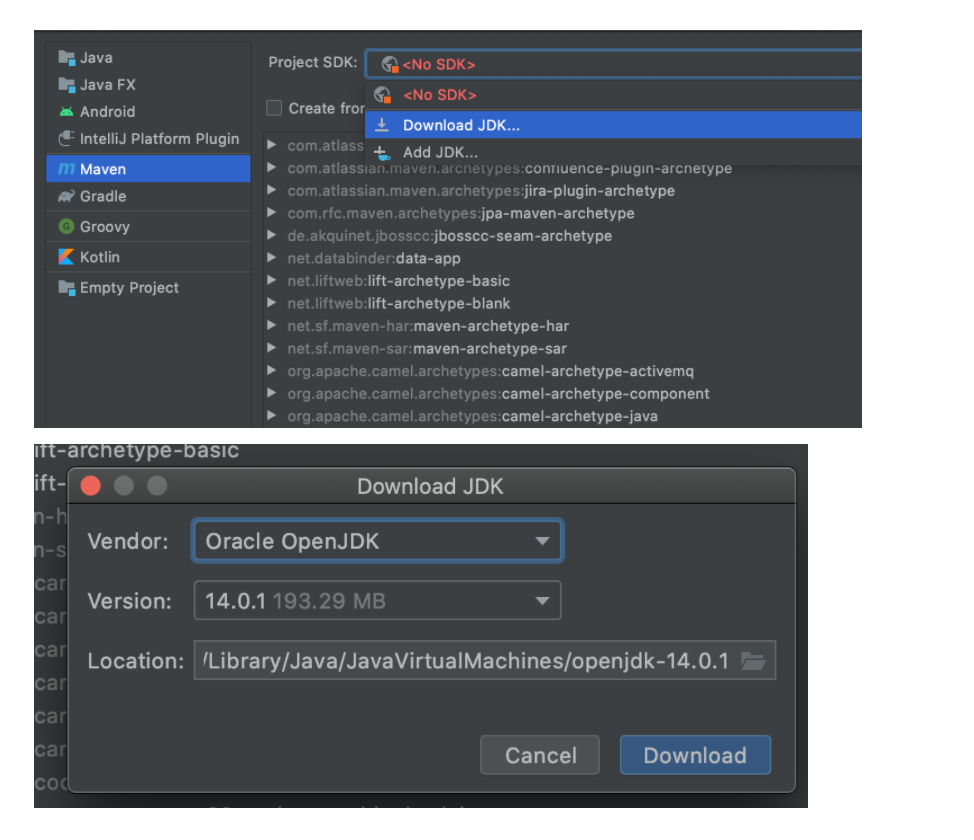 Java
Java FX
Android
IntelliJ Platform Plugin
Maven
Gradle
Groovy
Kotlin
Empty Project
Project SDK: <No SDK>
<No SDK>
Create from
Download JDK...
com.atlass
Add JDK...
com.atlassian.maven.archetypes:confluence-plugin-archetype
com.atlassian.maven.archetypes:jira-plugin-archetype
com.rfc.maven.archetypes:jpa-maven-archetype
de.akquinet.jbosscc:jbosscc-seam-archetype
net.databinder:data-app
net.liftweb:lift-archetype-basic
net.liftweb:lift-archetype-blank
net.sf.maven-har:maven-archetype-har
net.sf.maven-sar:maven-archetype-sar
org.apache.camel.archetypes:camel-archetype-activemq
org.apache.camel.archetypes:camel-archetype-component
org.apache.camel.archetypes:camel-archetype-java
ift-archetype-basic
ift-
n-h
n-s
car
car
car
car
car
car
coc
Download JDK
Vendor: Oracle OpenJDK
Version: 14.0.1 193.29 MB
Location: /Library/Java/JavaVirtualMachines/openjdk-14.0.1
Cancel Download